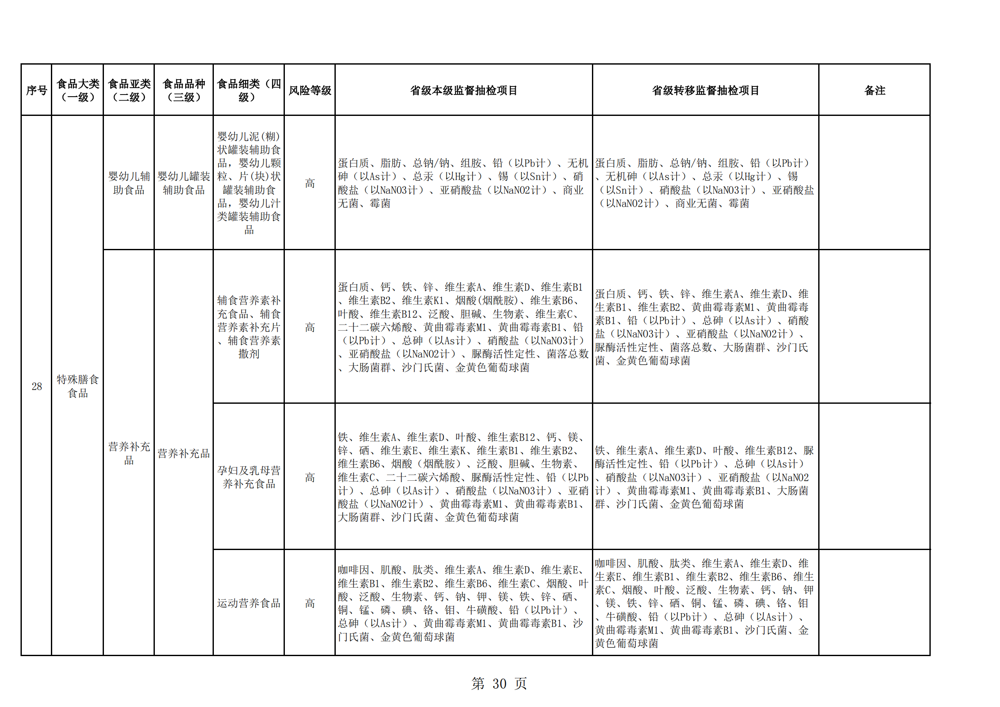 序号
食品大类
（一级）
食品亚类
（二级）
食品品种
（三级）
食品细类（四
级）
风险等级
省级本级监督抽检项目
省级转移监督抽检项目
备注
28
特殊膳食
食品
婴幼儿辅
助食品
婴幼儿罐装
辅助食品
婴幼儿泥(糊)
状罐装辅助食
品，婴幼儿颗
粒、片(块)状
罐装辅助食
品，婴幼儿汁
类罐装辅助食
品
高
蛋白质、脂肪、总钠/钠、组胺、铅（以Pb计）、无机
砷（以As计）、总汞（以Hg计）、锡（以Sn计）、硝
酸盐（以NaNO3计）、亚硝酸盐（以NaNO2计）、商业
无菌、霉菌
蛋白质、脂肪、总钠/钠、组胺、铅（以Pb计）
、无机砷（以As计）、总汞（以Hg计）、锡
（以Sn计）、硝酸盐（以NaNO3计）、亚硝酸盐
（以NaNO2计）、商业无菌、霉菌
营养补充
品
营养补充品
辅食营养素补
充食品、辅食
营养素补充片
、辅食营养素
撒剂
高
蛋白质、钙、铁、锌、维生素A、维生素D、维生素B1
、维生素B2、维生素K1、烟酸(烟酰胺)、维生素B6、
叶酸、维生素B12、泛酸、胆碱、生物素、维生素C、
二十二碳六烯酸、黄曲霉毒素M1、黄曲霉毒素B1、铅
（以Pb计）、总砷（以As计）、硝酸盐（以NaNO3计）
、亚硝酸盐（以NaNO2计）、脲酶活性定性、菌落总数
、大肠菌群、沙门氏菌、金黄色葡萄球菌
蛋白质、钙、铁、锌、维生素A、维生素D、维
生素B1、维生素B2、黄曲霉毒素M1、黄曲霉毒
素B1、铅（以Pb计）、总砷（以As计）、硝酸
盐（以NaNO3计）、亚硝酸盐（以NaNO2计）、
脲酶活性定性、菌落总数、大肠菌群、沙门氏
菌、金黄色葡萄球菌
孕妇及乳母营
养补充食品
高
铁、维生素A、维生素D、叶酸、维生素B12、钙、镁、
锌、硒、维生素E、维生素K、维生素B1、维生素B2、
维生素B6、烟酸（烟酰胺）、泛酸、胆碱、生物素、
维生素C、二十二碳六烯酸、脲酶活性定性、铅（以Pb
计）、总砷（以As计）、硝酸盐（以NaNO3计）、亚硝
酸盐（以NaNO2计）、黄曲霉毒素M1、黄曲霉毒素B1、
大肠菌群、沙门氏菌、金黄色葡萄球菌
铁、维生素A、维生素D、叶酸、维生素B12、脲
酶活性定性、铅（以Pb计）、总砷（以As计）
、硝酸盐（以NaNO3计）、亚硝酸盐（以NaNO2
计）、黄曲霉毒素M1、黄曲霉毒素B1、大肠菌
群、沙门氏菌、金黄色葡萄球菌
运动营养食品
高
咖啡因、肌酸、肽类、维生素A、维生素D、维生素E、
维生素B1、维生素B2、维生素B6、维生素C、烟酸、叶
酸、泛酸、生物素、钙、钠、钾、镁、铁、锌、硒、
铜、锰、磷、碘、铬、钼、牛磺酸、铅（以Pb计）、
总砷（以As计）、黄曲霉毒素M1、黄曲霉毒素B1、沙
门氏菌、金黄色葡萄球菌
咖啡因、肌酸、肽类、维生素A、维生素D、维
生素E、维生素B1、维生素B2、维生素B6、维生
素C、烟酸、叶酸、泛酸、生物素、钙、钠、钾
、镁、铁、锌、硒、铜、锰、磷、碘、铬、钼
、牛磺酸、铅（以Pb计）、总砷（以As计）、
黄曲霉毒素M1、黄曲霉毒素B1、沙门氏菌、金
黄色葡萄球菌
第 30 页